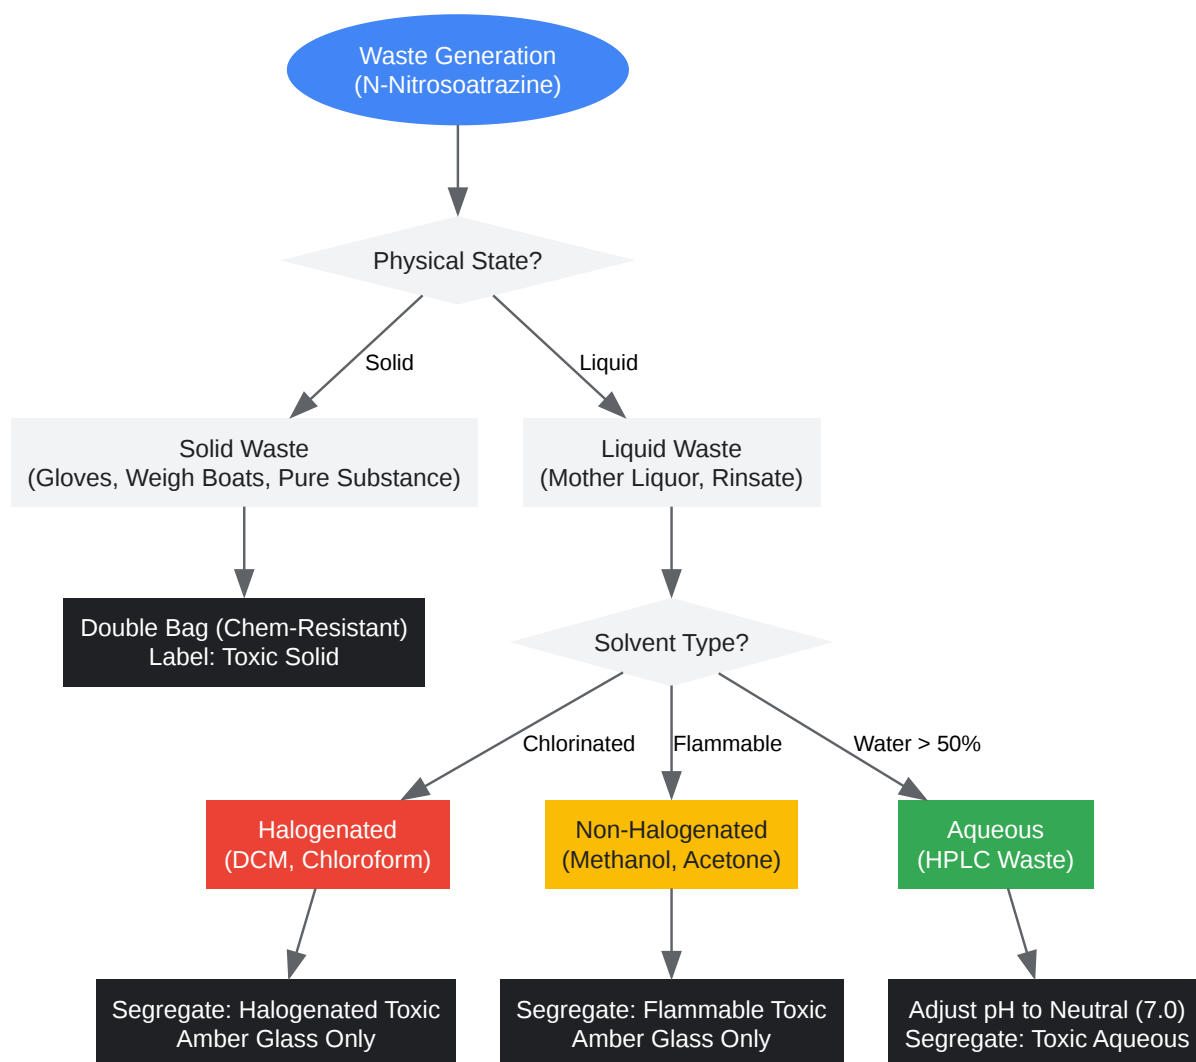 Waste Generation
(N-Nitrosoatrazine)
Physical State?
Solid
Liquid
Solid Waste
(Gloves, Weigh Boats, Pure Substance)
Liquid Waste
(Mother Liquor, Rinsate)
Double Bag (Chem-Resistant)
Label: Toxic Solid
Solvent Type?
Chlorinated
Flammable
Water > 50%
Halogenated
(DCM, Chloroform)
Non-Halogenated
(Methanol, Acetone)
Aqueous
(HPLC Waste)
Segregate: Halogenated Toxic
Amber Glass Only
Segregate: Flammable Toxic
Amber Glass Only
Adjust pH to Neutral (7.0)
Segregate: Toxic Aqueous